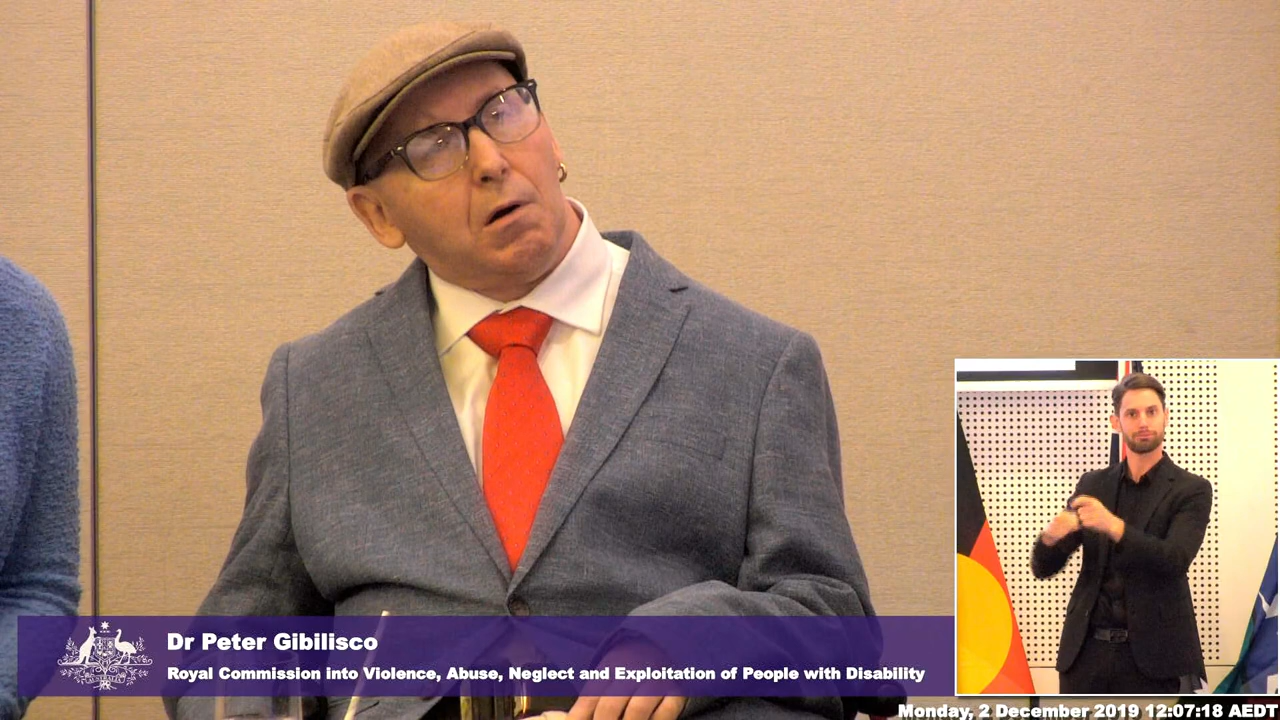 Dr Peter Gibilisco
Royal Commission into Violence, Abuse, Neglect and Exploitation of People with Disability
Monday, 2 December 2019 12:07:18 AEDT